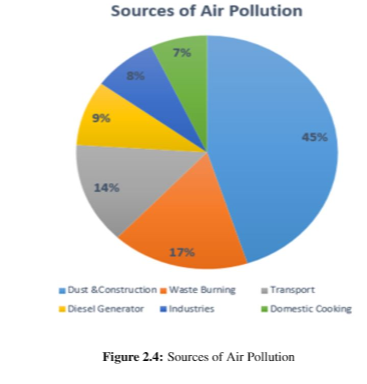 Sources of Air Pollution
7%
8%
9%
45%
14%
17%
Dust &Construction Waste Burning Transport
Diesel Generator Industries Domestic Cooking
Figure 2.4: Sources of Air Pollution